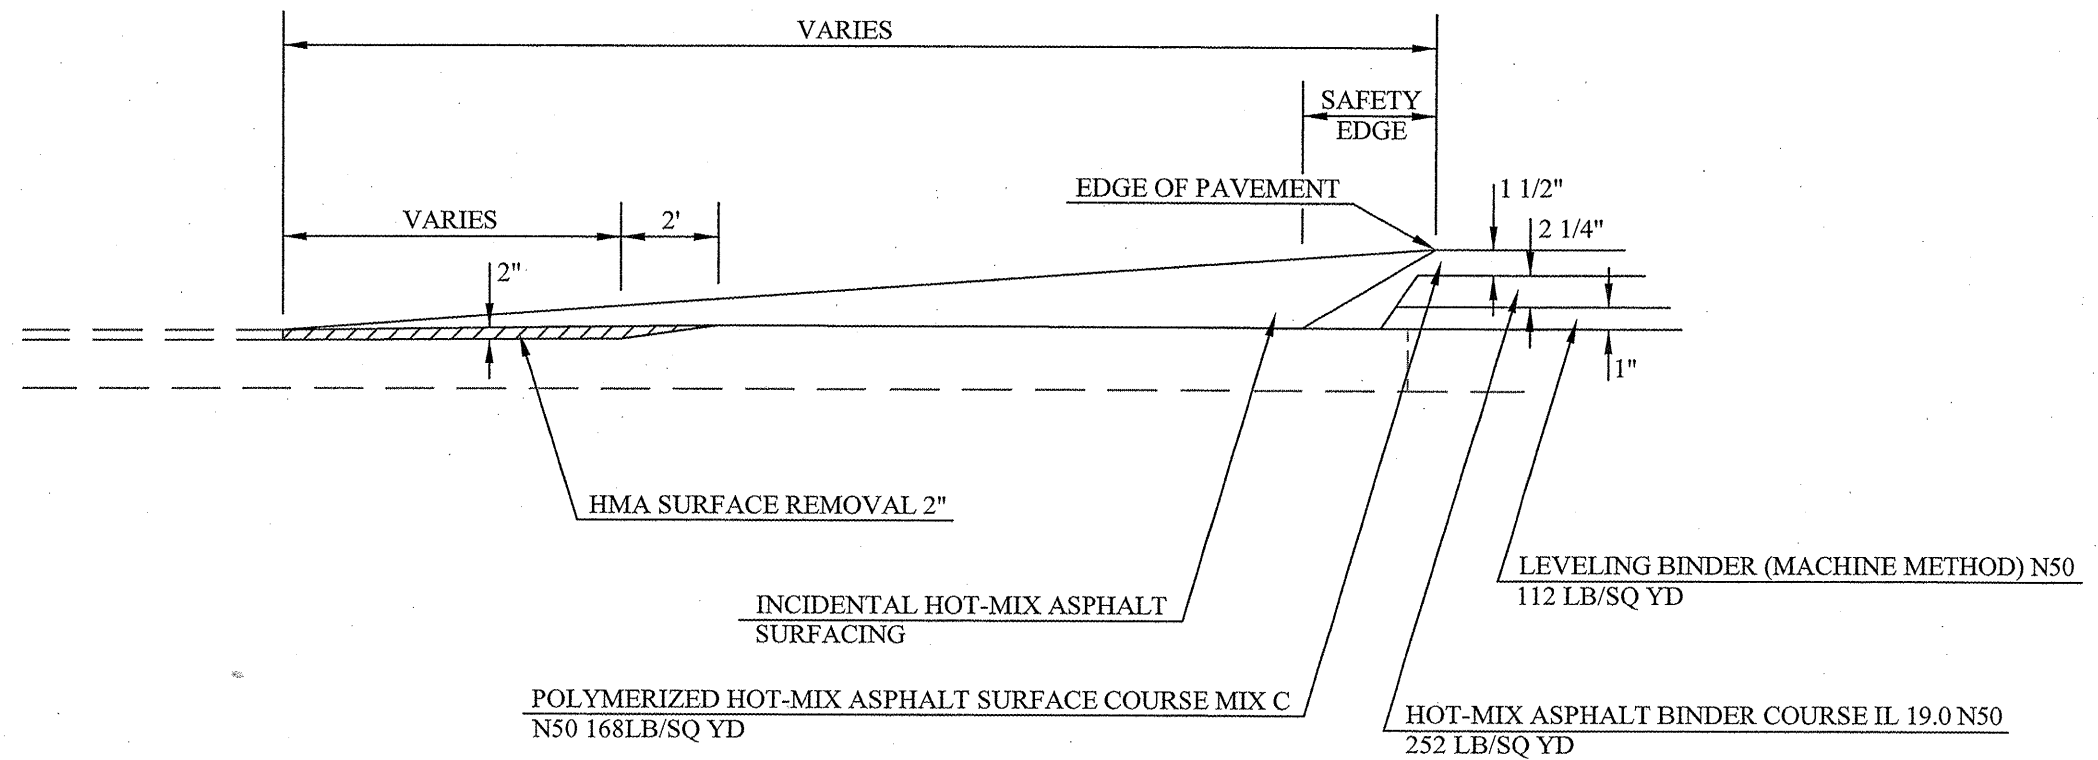 VARIES
SAFETY
EDGE
EDGE OF PAVEMENT
1 1/2"
VARIES
2'
2 1/4"
2"
1"
HMA SURFACE REMOVAL 2"
LEVELING BINDER (MACHINE METHOD) N50
112 LB/SQ YD
INCIDENTAL HOT-MIX ASPHALT
SURFACING
POLYMERIZED HOT-MIX ASPHALT SURFACE COURSE MIX C
N50 168LB/SQ YD
HOT-MIX ASPHALT BINDER COURSE IL 19.0 N50
252 LB/SQ YD